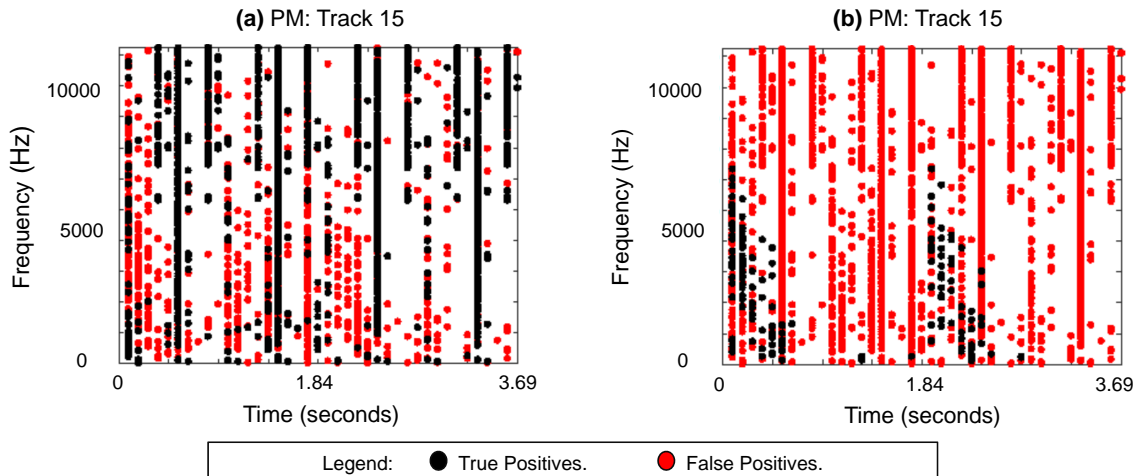 (a) PM: Track 15
Frequency (Hz)
10000
5000
0
0 1.84 3.69
Time (seconds)
(b) PM: Track 15
Frequency (Hz)
10000
5000
0
0 1.84 3.69
Time (seconds)
Legend: True Positives. False Positives.